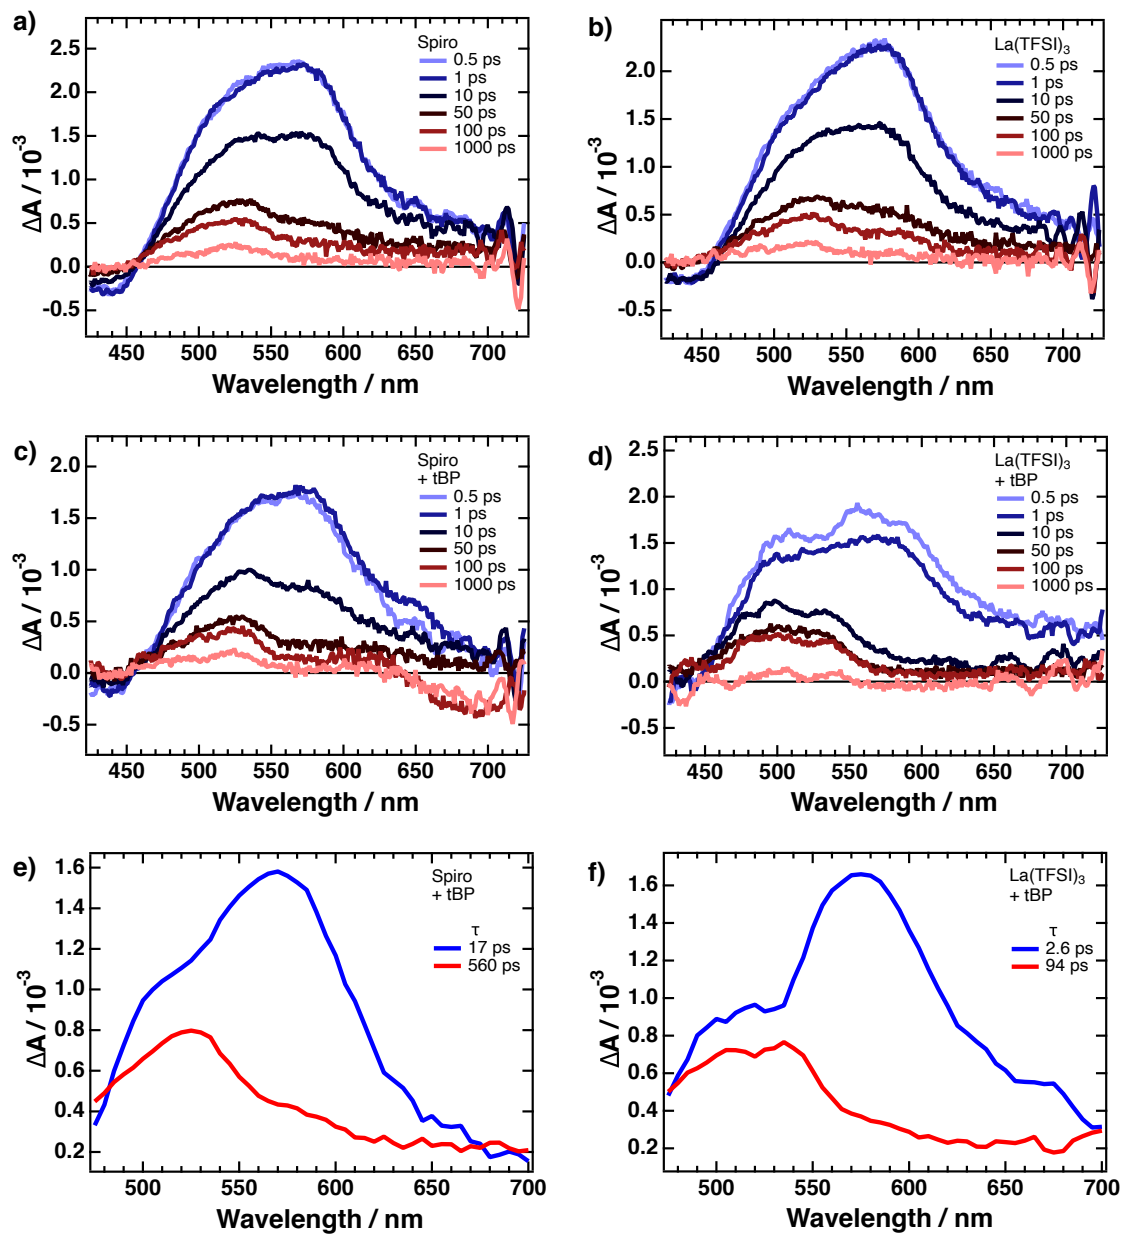 a)
Spiro
0.5 ps
1 ps
10 ps
50 ps
100 ps
1000 ps
2.5
2.0
1.5
1.0
0.5
0.0
-0.5
ΔA / 10⁻³
450 500 550 600 650 700
Wavelength / nm
b)
La(TFSI)₃
0.5 ps
1 ps
10 ps
50 ps
100 ps
1000 ps
2.0
1.5
1.0
0.5
0.0
-0.5
ΔA / 10⁻³
450 500 550 600 650 700
Wavelength / nm
c)
Spiro
+ tBP
0.5 ps
1 ps
10 ps
50 ps
100 ps
1000 ps
2.0
1.5
1.0
0.5
0.0
-0.5
ΔA / 10⁻³
450 500 550 600 650 700
Wavelength / nm
d)
La(TFSI)₃
+ tBP
0.5 ps
1 ps
10 ps
50 ps
100 ps
1000 ps
2.5
2.0
1.5
1.0
0.5
0.0
-0.5
ΔA / 10⁻³
450 500 550 600 650 700
Wavelength / nm
e)
Spiro
+ tBP
τ
17 ps
560 ps
1.6
1.4
1.2
1.0
0.8
0.6
0.4
0.2
ΔA / 10⁻³
500 550 600 650 700
Wavelength / nm
f)
La(TFSI)₃
+ tBP
τ
2.6 ps
94 ps
1.6
1.4
1.2
1.0
0.8
0.6
0.4
0.2
ΔA / 10⁻³
500 550 600 650 700
Wavelength / nm